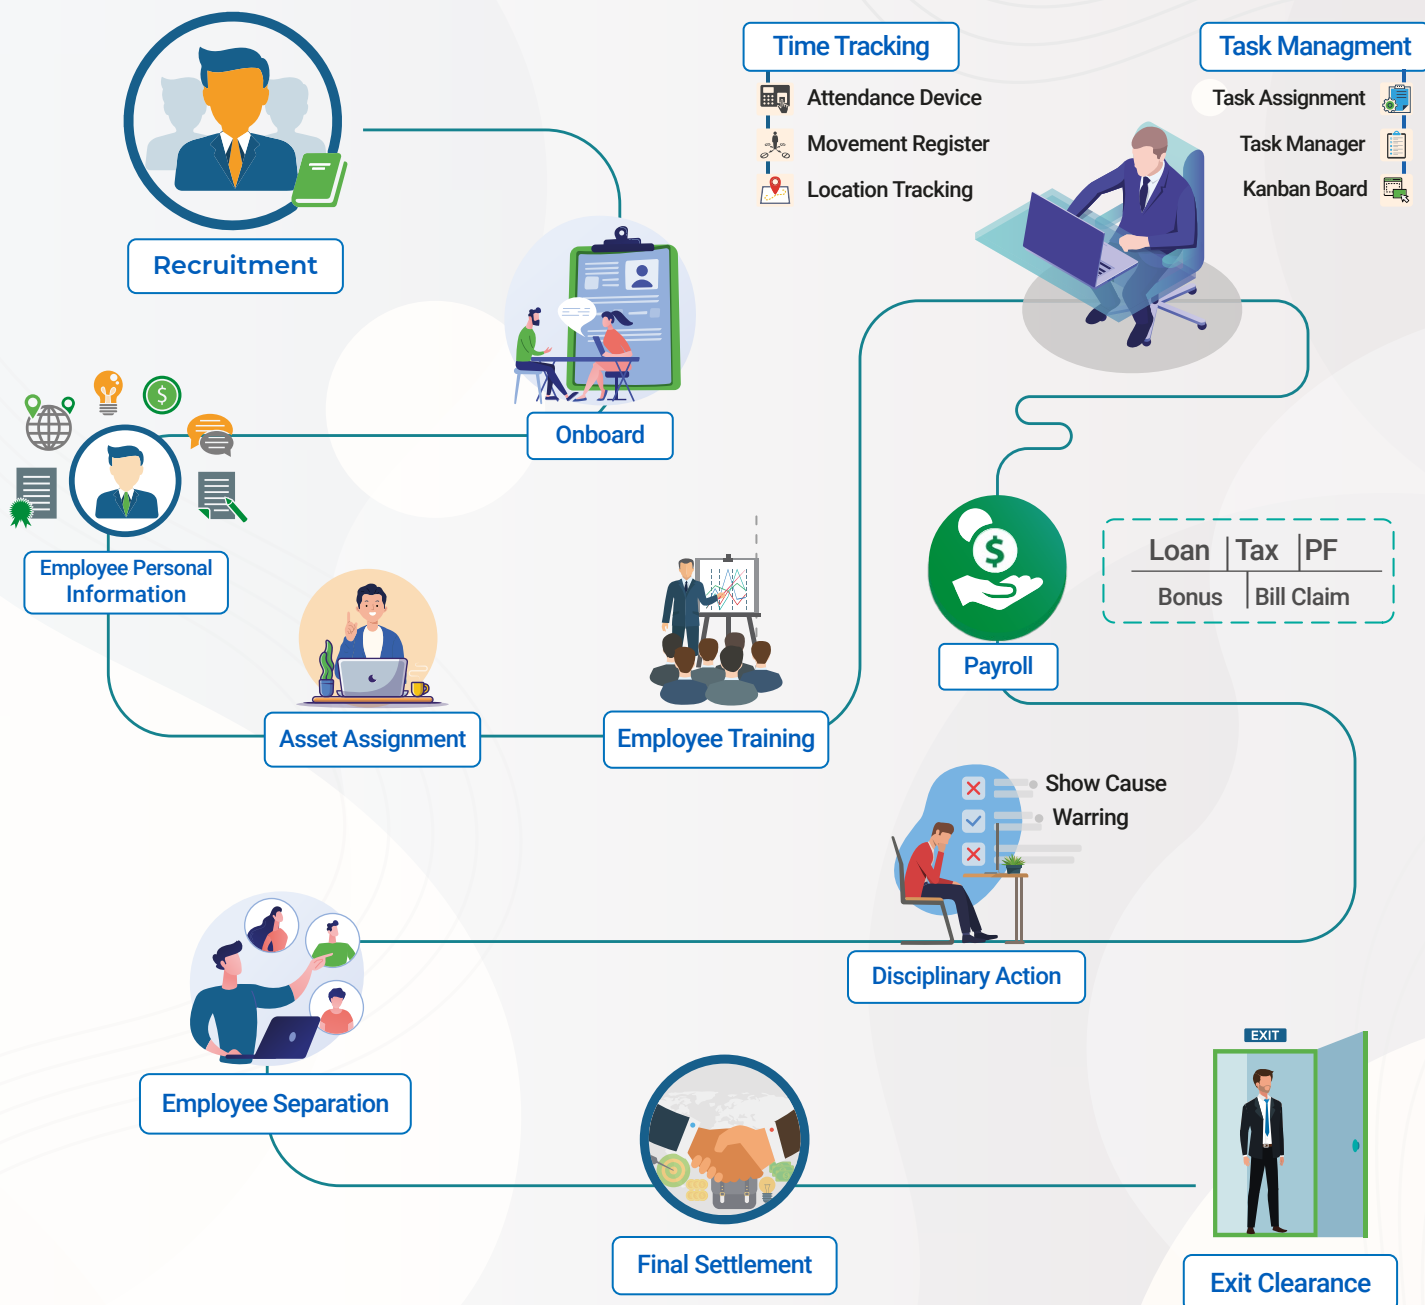 Recruitment
Time Tracking
Attendance Device
Movement Register
Location Tracking
Task Managment
Task Assignment
Task Manager
Kanban Board
Onboard
Employee Personal
Information
Asset Assignment
Employee Training
Payroll
Loan | Tax | PF
Bonus | Bill Claim
Show Cause
Warring
Disciplinary Action
Employee Separation
Final Settlement
EXIT
Exit Clearance